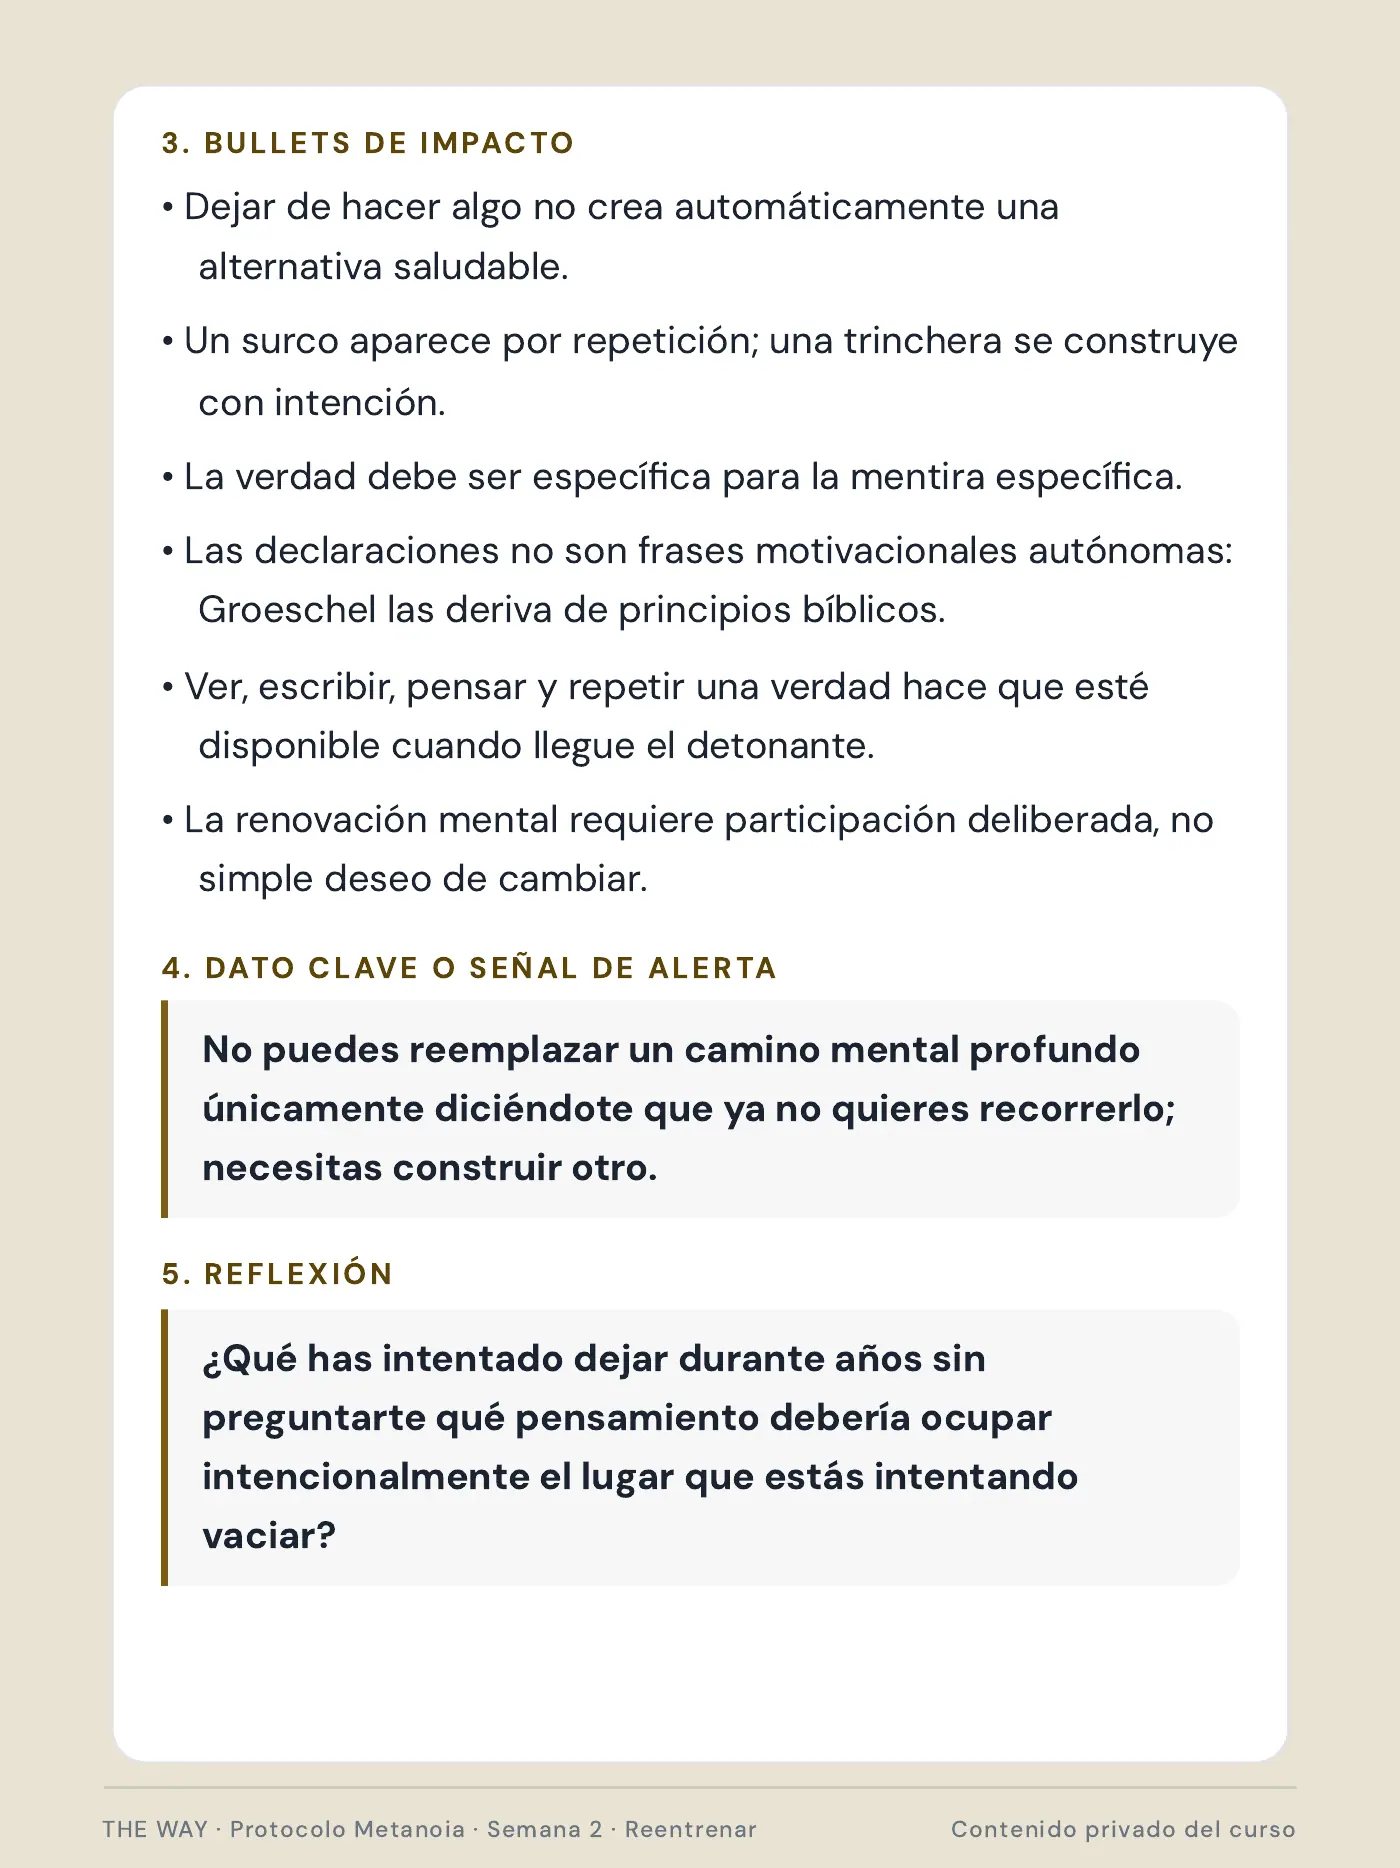 3. BULLETS DE IMPACTO
• Dejar de hacer algo no crea automáticamente una
alternativa saludable.
• Un surco aparece por repetición; una trinchera se construye
con intención.
• La verdad debe ser específica para la mentira específica.
• Las declaraciones no son frases motivacionales autónomas:
Groeschel las deriva de principios bíblicos.
• Ver, escribir, pensar y repetir una verdad hace que esté
disponible cuando llegue el detonante.
• La renovación mental requiere participación deliberada, no
simple deseo de cambiar.
4. DATO CLAVE O SEÑAL DE ALERTA
No puedes reemplazar un camino mental profundo
únicamente diciéndote que ya no quieres recorrerlo;
necesitas construir otro.
5. REFLEXIÓN
¿Qué has intentado dejar durante años sin
preguntarte qué pensamiento debería ocupar
intencionalmente el lugar que estás intentando
vaciar?
THE WAY · Protocolo Metanoia · Semana 2 · Reentrenar
Contenido privado del curso